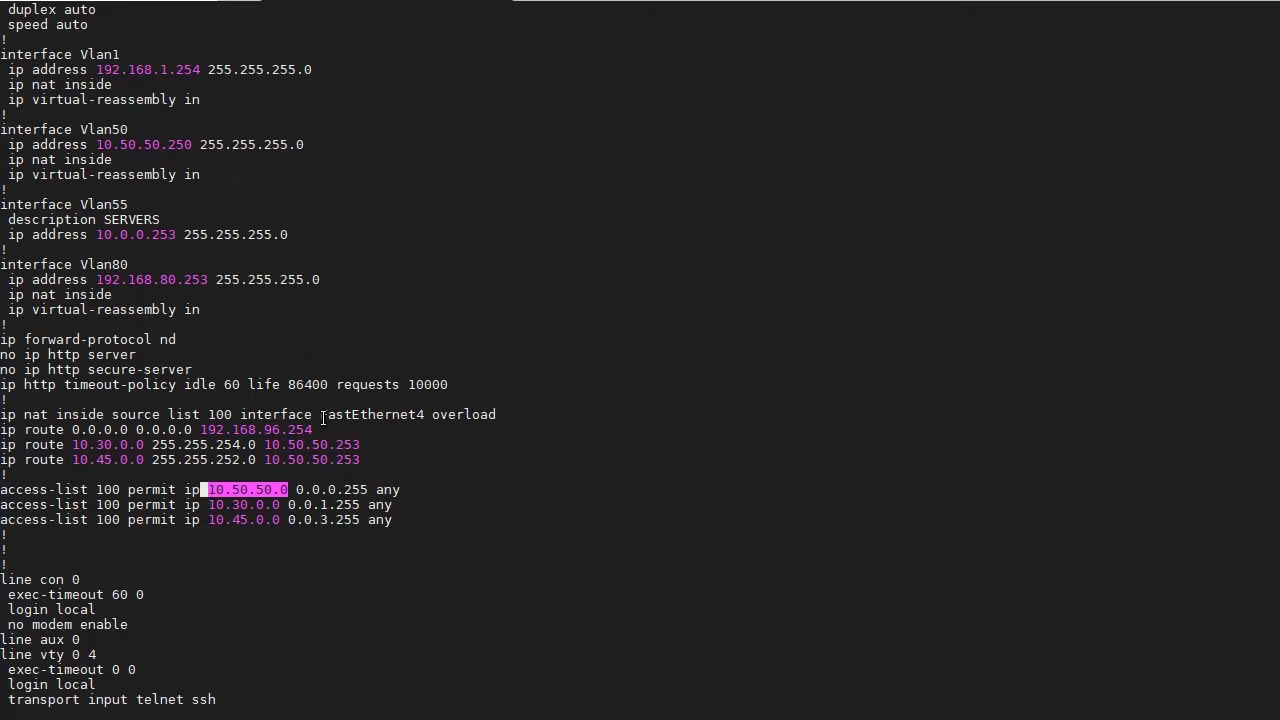 duplex auto
speed auto
!
interface Vlan1
ip address 192.168.1.254 255.255.255.0
ip nat inside
ip virtual-reassembly in
!
interface Vlan50
ip address 10.50.50.250 255.255.255.0
ip nat inside
ip virtual-reassembly in
!
interface Vlan55
description SERVERS
ip address 10.0.0.253 255.255.255.0
!
interface Vlan80
ip address 192.168.80.253 255.255.255.0
ip nat inside
ip virtual-reassembly in
!
ip forward-protocol nd
no ip http server
no ip http secure-server
ip http timeout-policy idle 60 life 86400 requests 10000
!
ip nat inside source list 100 interface FastEthernet4 overload
ip route 0.0.0.0 0.0.0.0 192.168.96.254
ip route 10.30.0.0 255.255.254.0 10.50.50.253
ip route 10.45.0.0 255.255.252.0 10.50.50.253
!
access-list 100 permit ip 10.50.50.0 0.0.0.255 any
access-list 100 permit ip 10.30.0.0 0.0.1.255 any
access-list 100 permit ip 10.45.0.0 0.0.3.255 any
!
!
!
line con 0
exec-timeout 60 0
login local
no modem enable
line aux 0
line vty 0 4
exec-timeout 0 0
login local
transport input telnet ssh